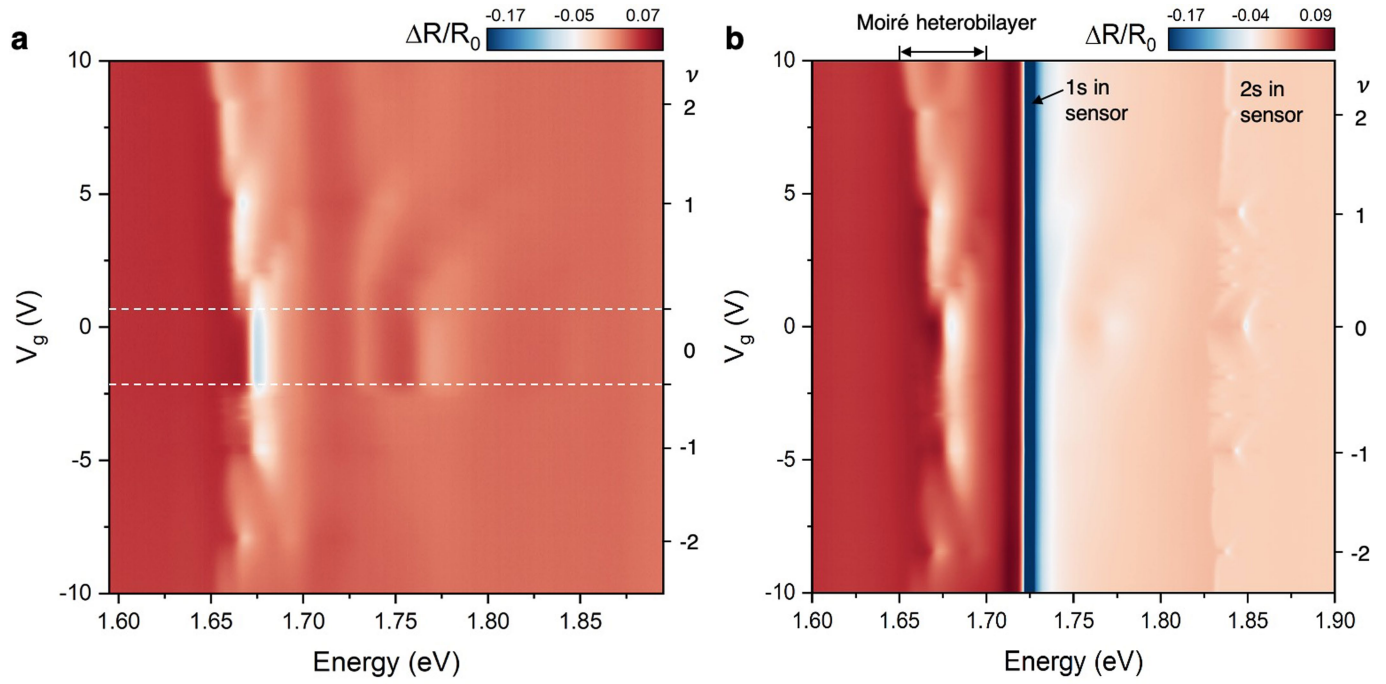 a
ΔR/R0
-0.17 -0.05 0.07
10
5
0
-5
-10
Vg (V)
ν
2
1
0
-1
-2
1.60 1.65 1.70 1.75 1.80 1.85
Energy (eV)
b
Moiré heterobilayer
ΔR/R0
-0.17 -0.04 0.09
1s in
sensor
2s in
sensor
10
5
0
-5
-10
Vg (V)
ν
2
1
0
-1
-2
1.60 1.65 1.70 1.75 1.80 1.85 1.90
Energy (eV)